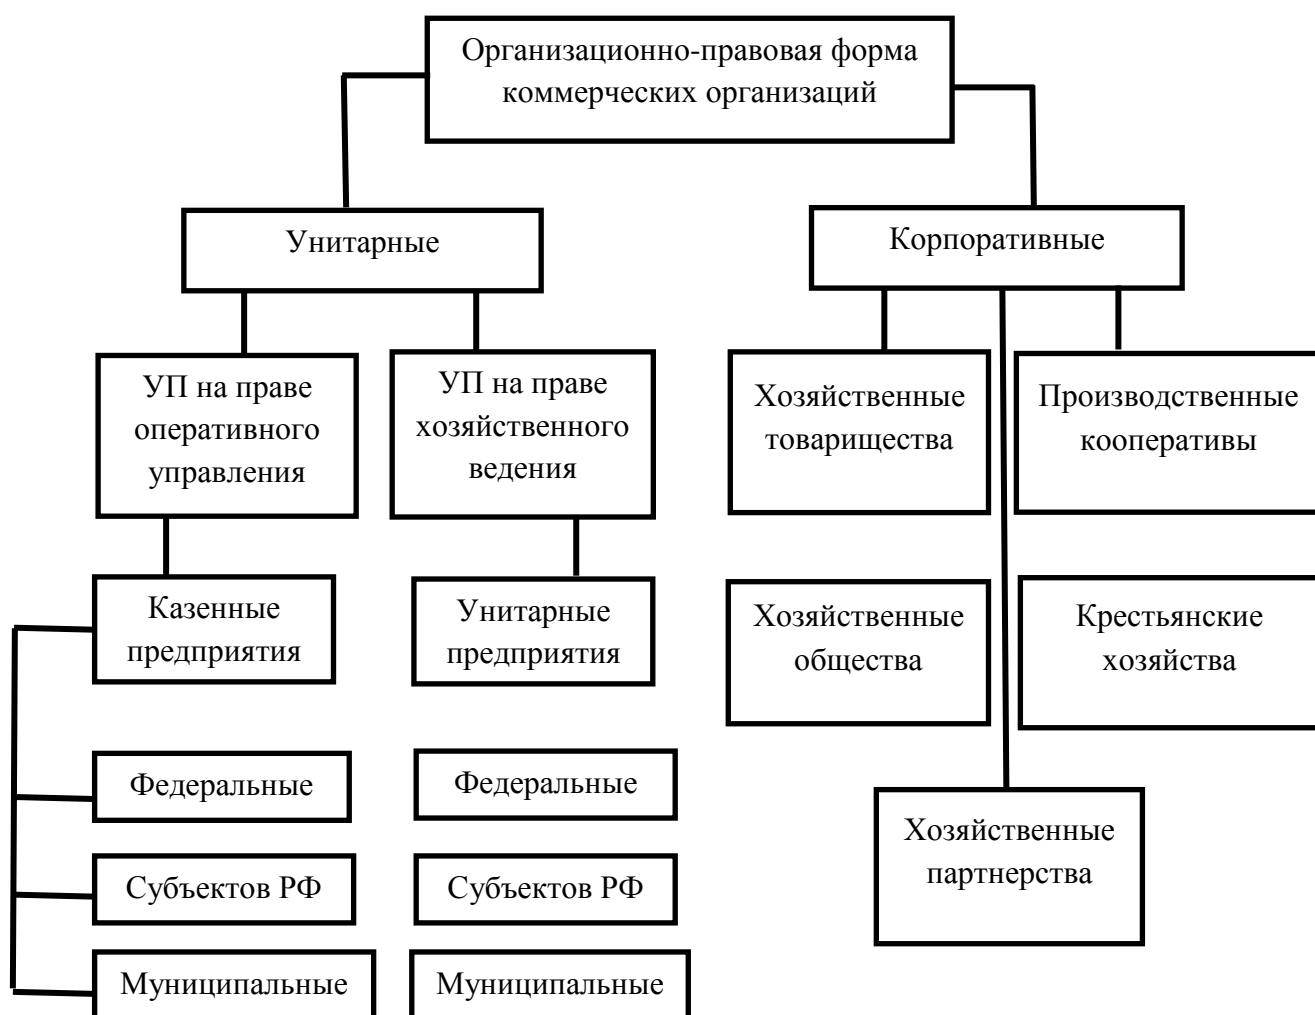 Организационно-правовая форма
коммерческих организаций
Унитарные
Корпоративные
УП на праве
оперативного
управления
УП на праве
хозяйственного
ведения
Хозяйственные
товарищества
Производственные
кооперативы
Казенные
предприятия
Унитарные
предприятия
Хозяйственные
общества
Крестьянские
хозяйства
Федеральные
Федеральные
Хозяйственные
партнерства
Субъектов РФ
Субъектов РФ
Муниципальные
Муниципальные